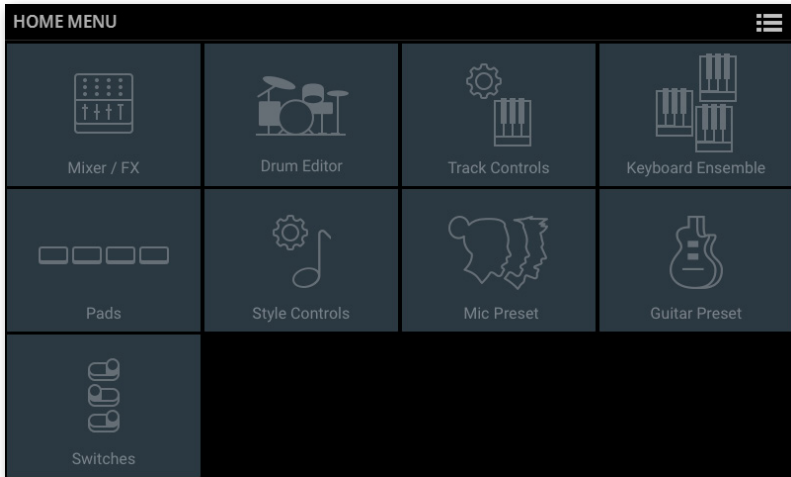 HOME MENU
Mixer / FX
Drum Editor
Track Controls
Keyboard Ensemble
Pads
Style Controls
Mic Preset
Guitar Preset
Switches